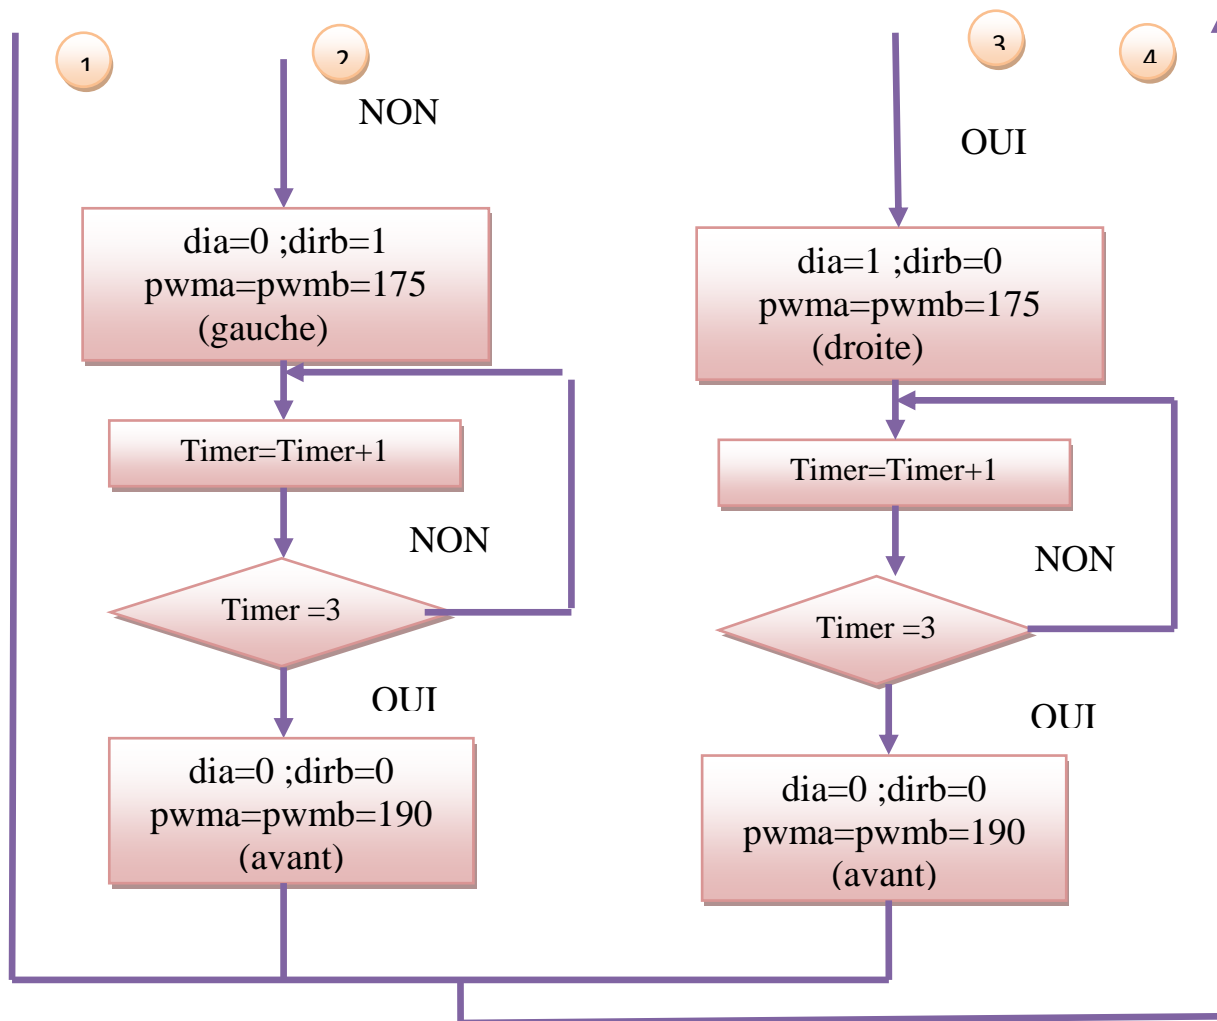 1
2
3
4
NON
OUI
dia=0 ;dirb=1
pwma=pwmb=175
(gauche)
dia=1 ;dirb=0
pwma=pwmb=175
(droite)
Timer=Timer+1
Timer=Timer+1
NON
NON
Timer =3
Timer =3
OUI
OUI
dia=0 ;dirb=0
pwma=pwmb=190
(avant)
dia=0 ;dirb=0
pwma=pwmb=190
(avant)